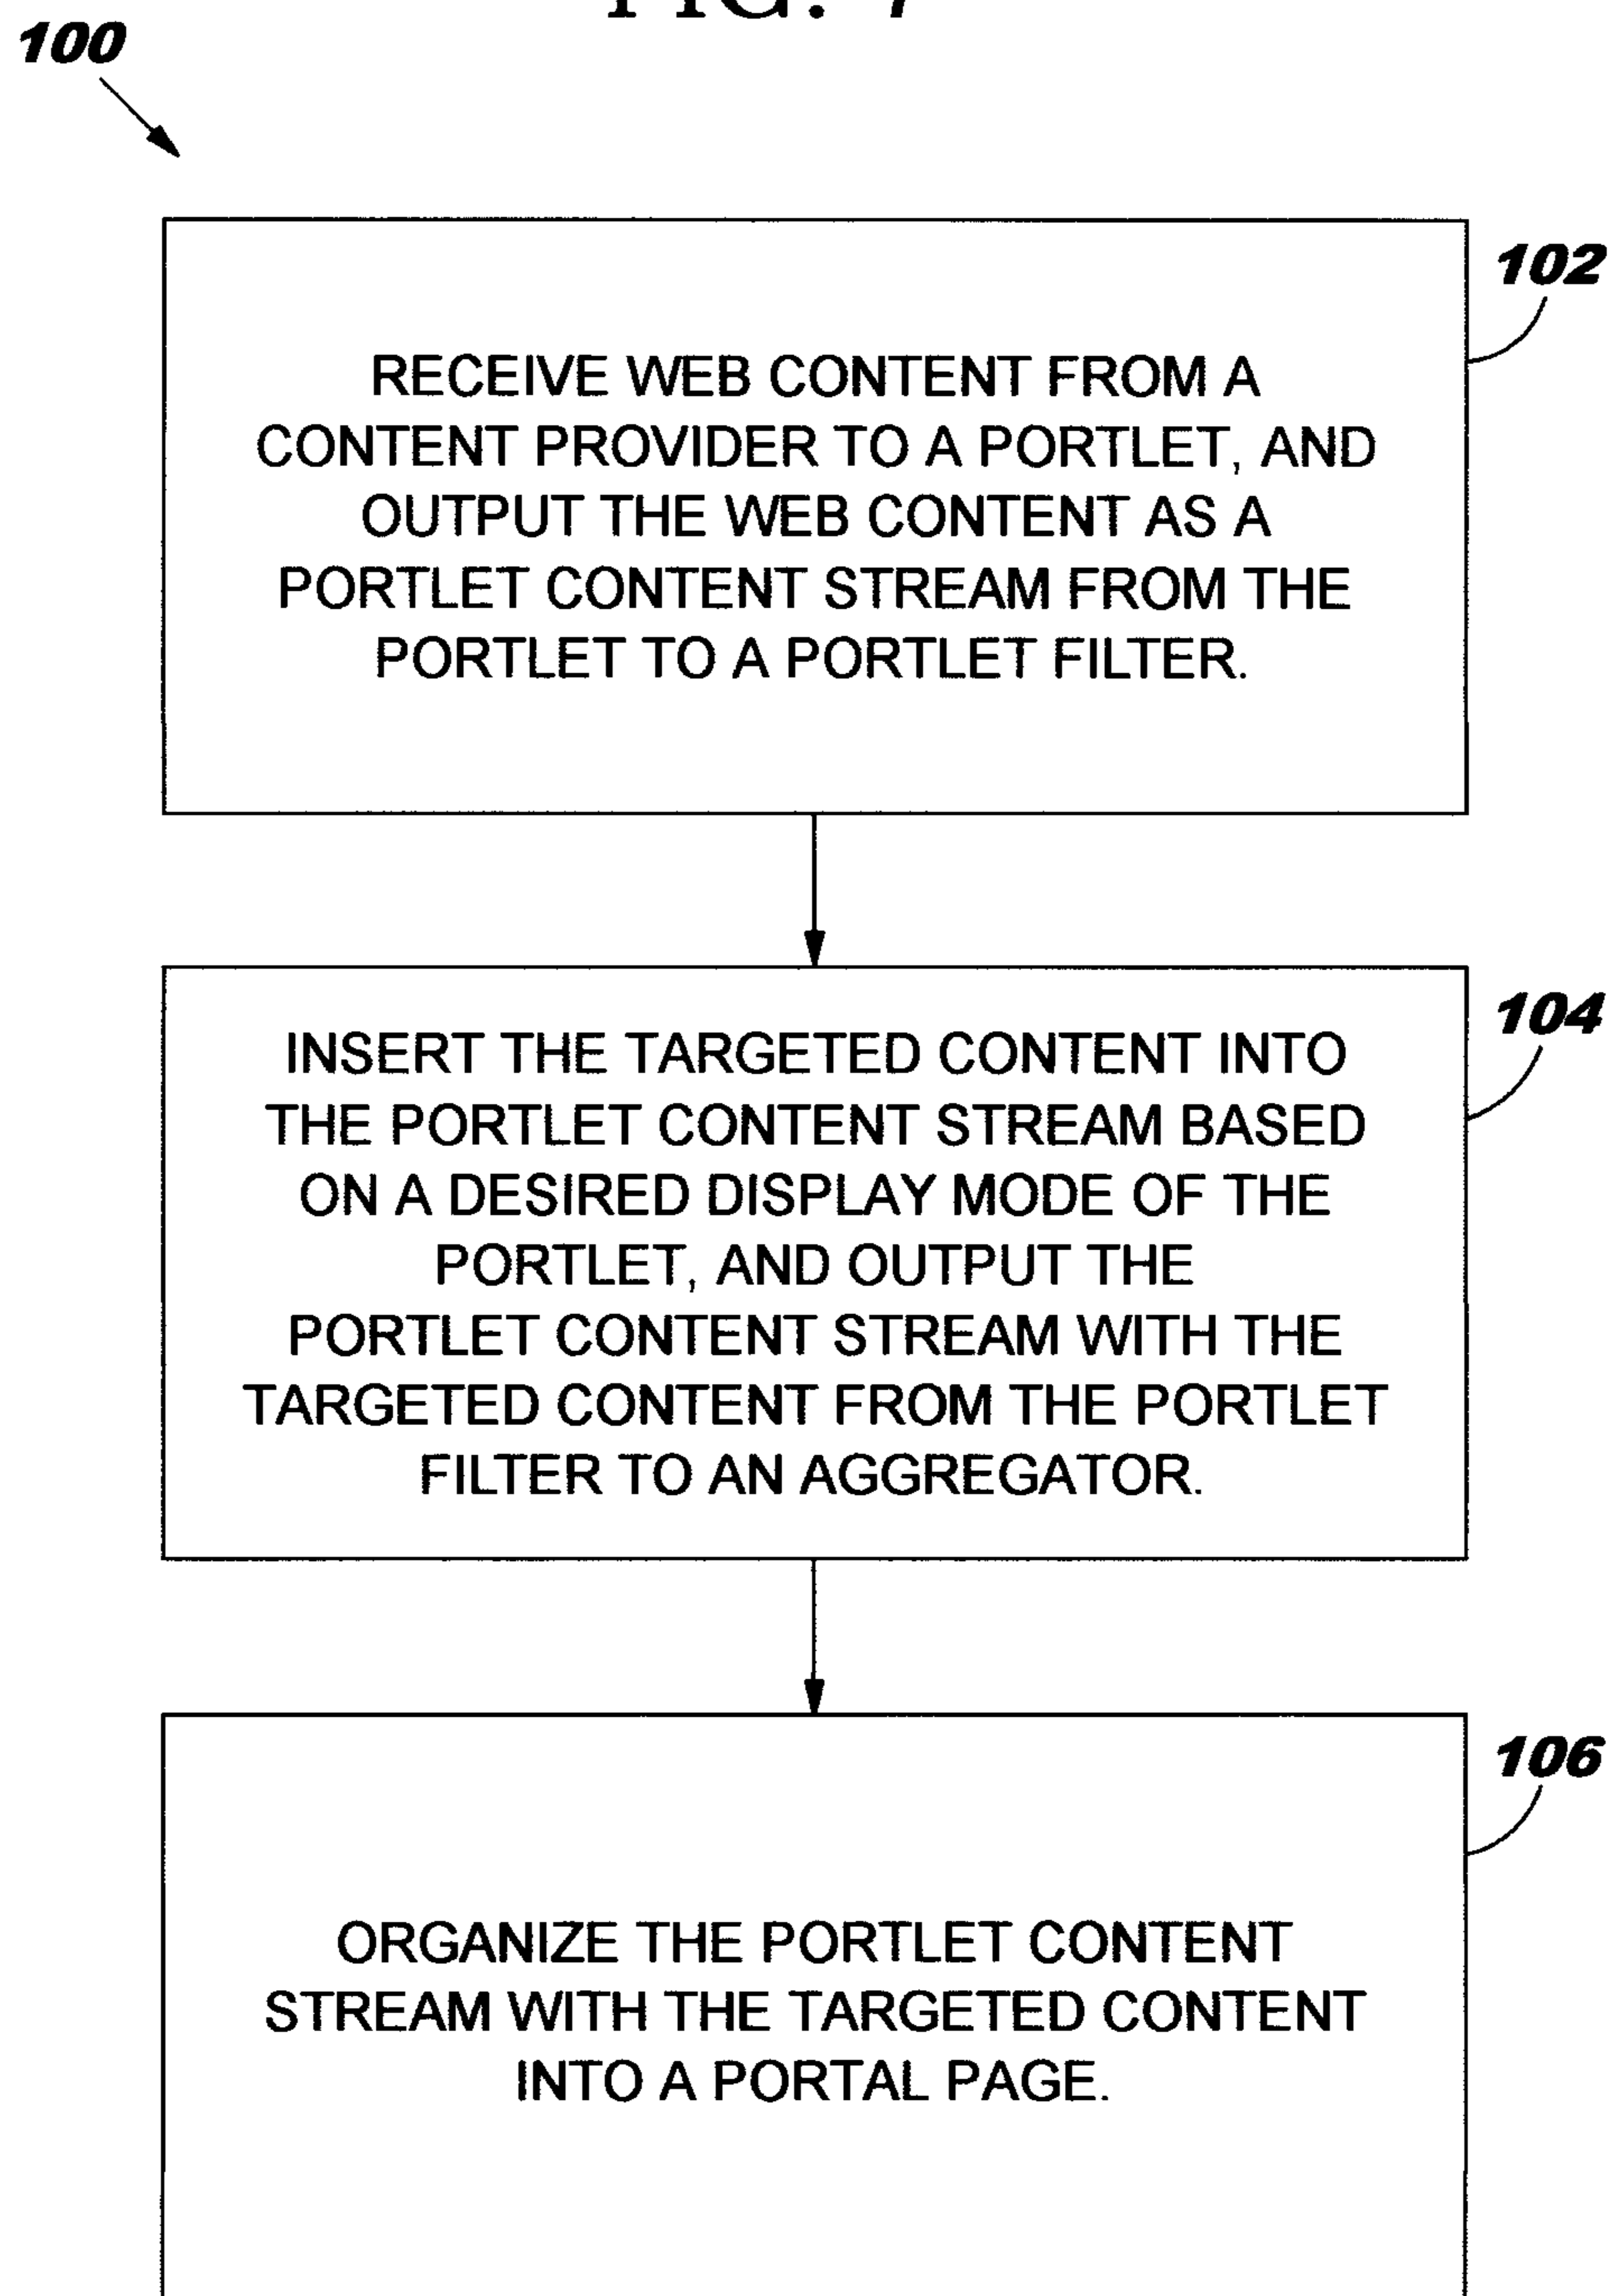 100
102
RECEIVE WEB CONTENT FROM A
CONTENT PROVIDER TO A PORTLET, AND
OUTPUT THE WEB CONTENT AS A
PORTLET CONTENT STREAM FROM THE
PORTLET TO A PORTLET FILTER.
104
INSERT THE TARGETED CONTENT INTO
THE PORTLET CONTENT STREAM BASED
ON A DESIRED DISPLAY MODE OF THE
PORTLET, AND OUTPUT THE
PORTLET CONTENT STREAM WITH THE
TARGETED CONTENT FROM THE PORTLET
FILTER TO AN AGGREGATOR.
106
ORGANIZE THE PORTLET CONTENT
STREAM WITH THE TARGETED CONTENT
INTO A PORTAL PAGE.